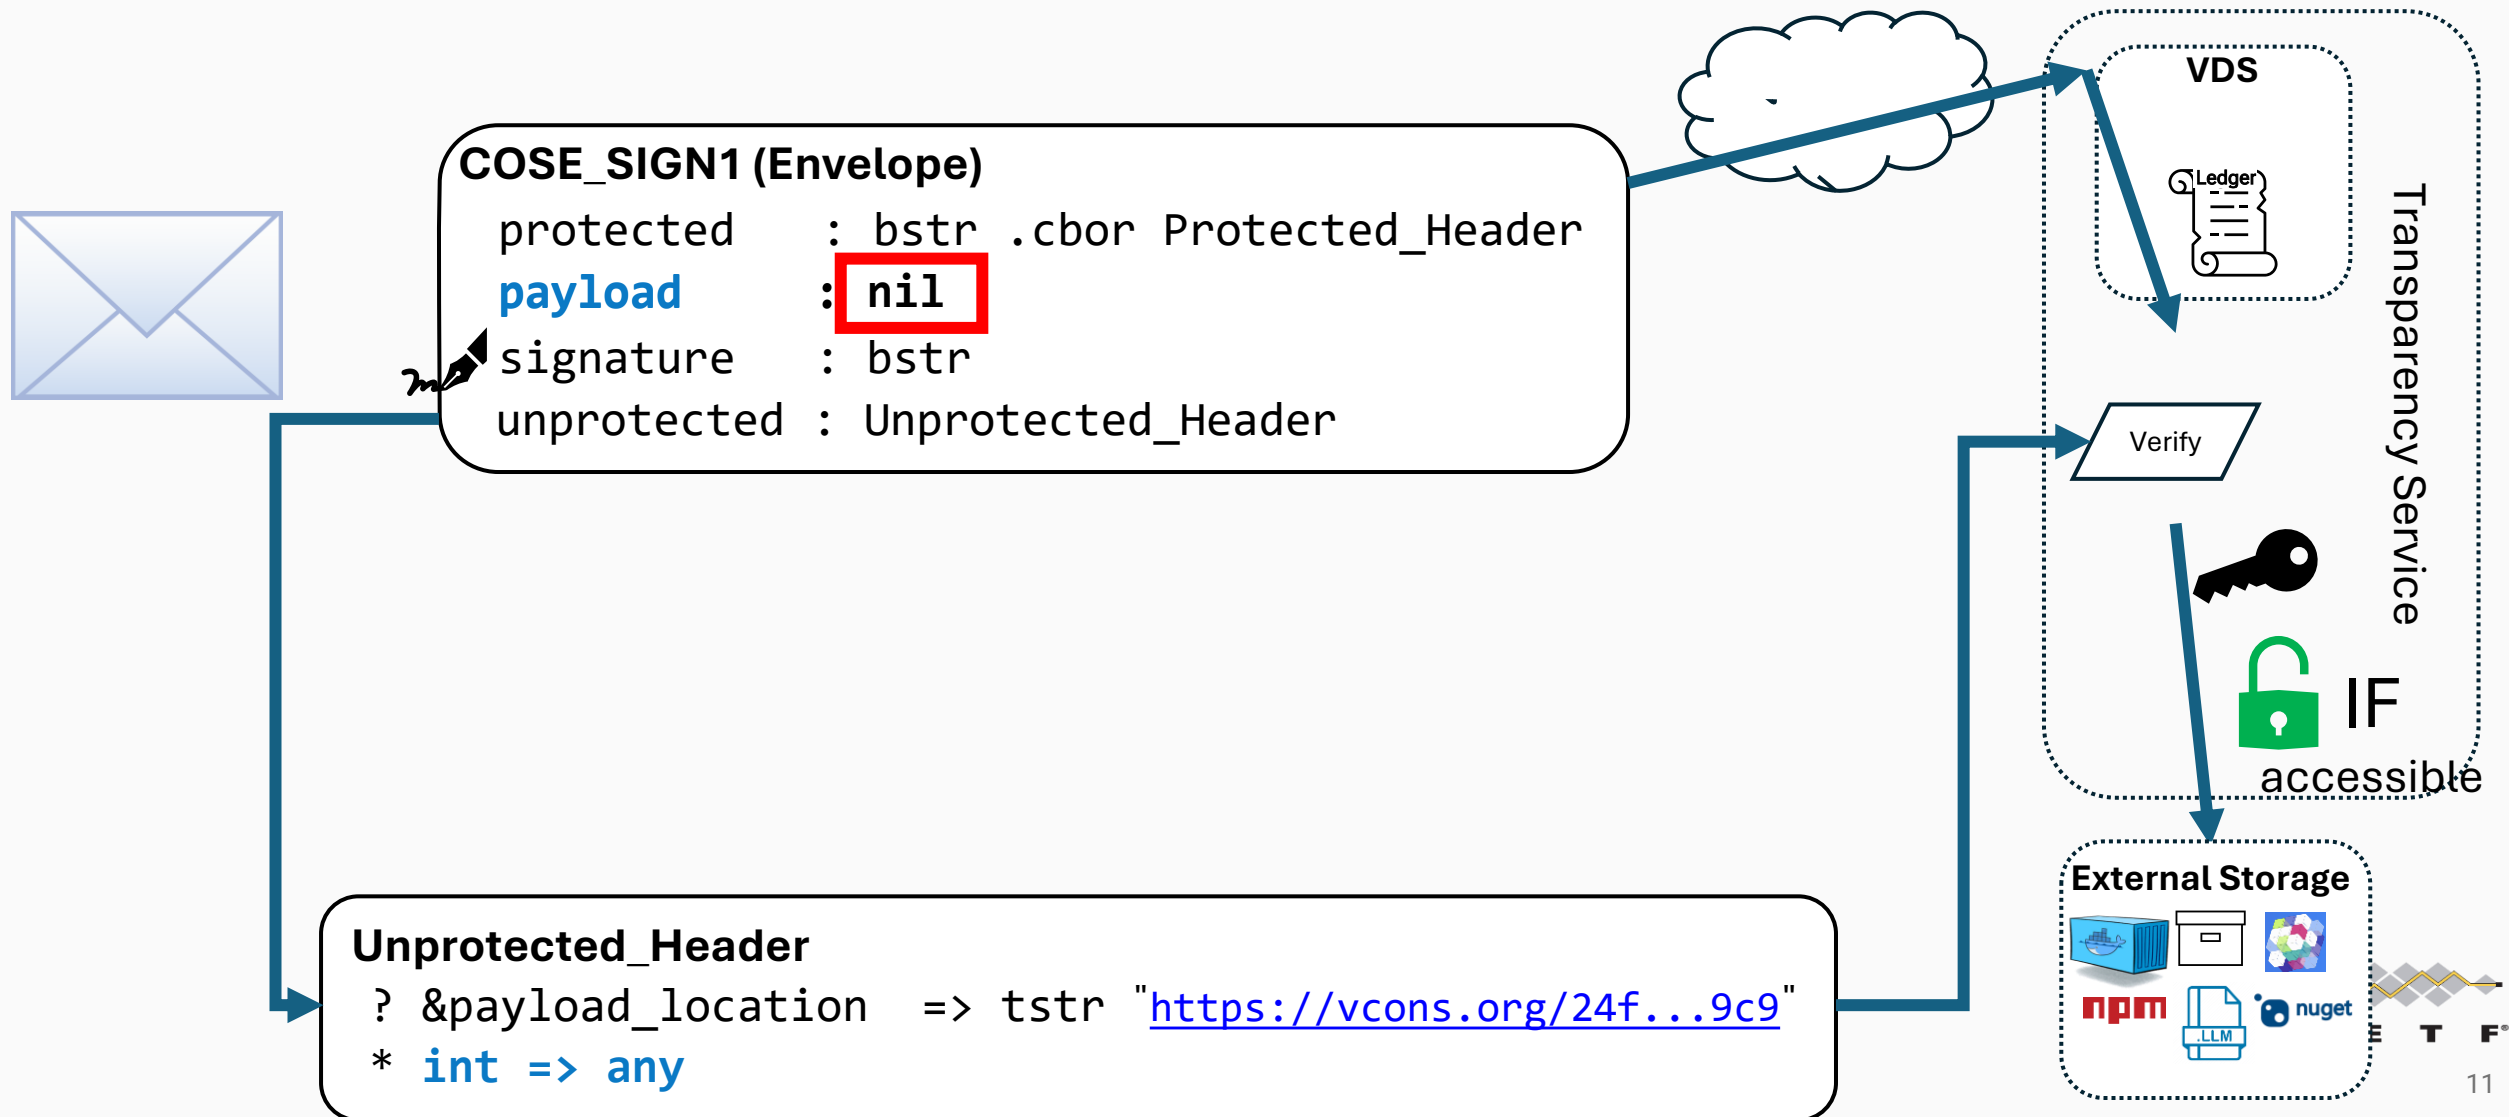 COSE_SIGN1 (Envelope)
protected : bstr .cbor Protected_Header
payload : nil
signature : bstr
unprotected : Unprotected_Header
VDS
Ledger
Transparency Service
Verify
IF
accessible
External Storage
npm
.LLM
nuget
Unprotected_Header
? &payload_location => tstr "https://vcons.org/24f...9c9"
* int => any
E T F®
11